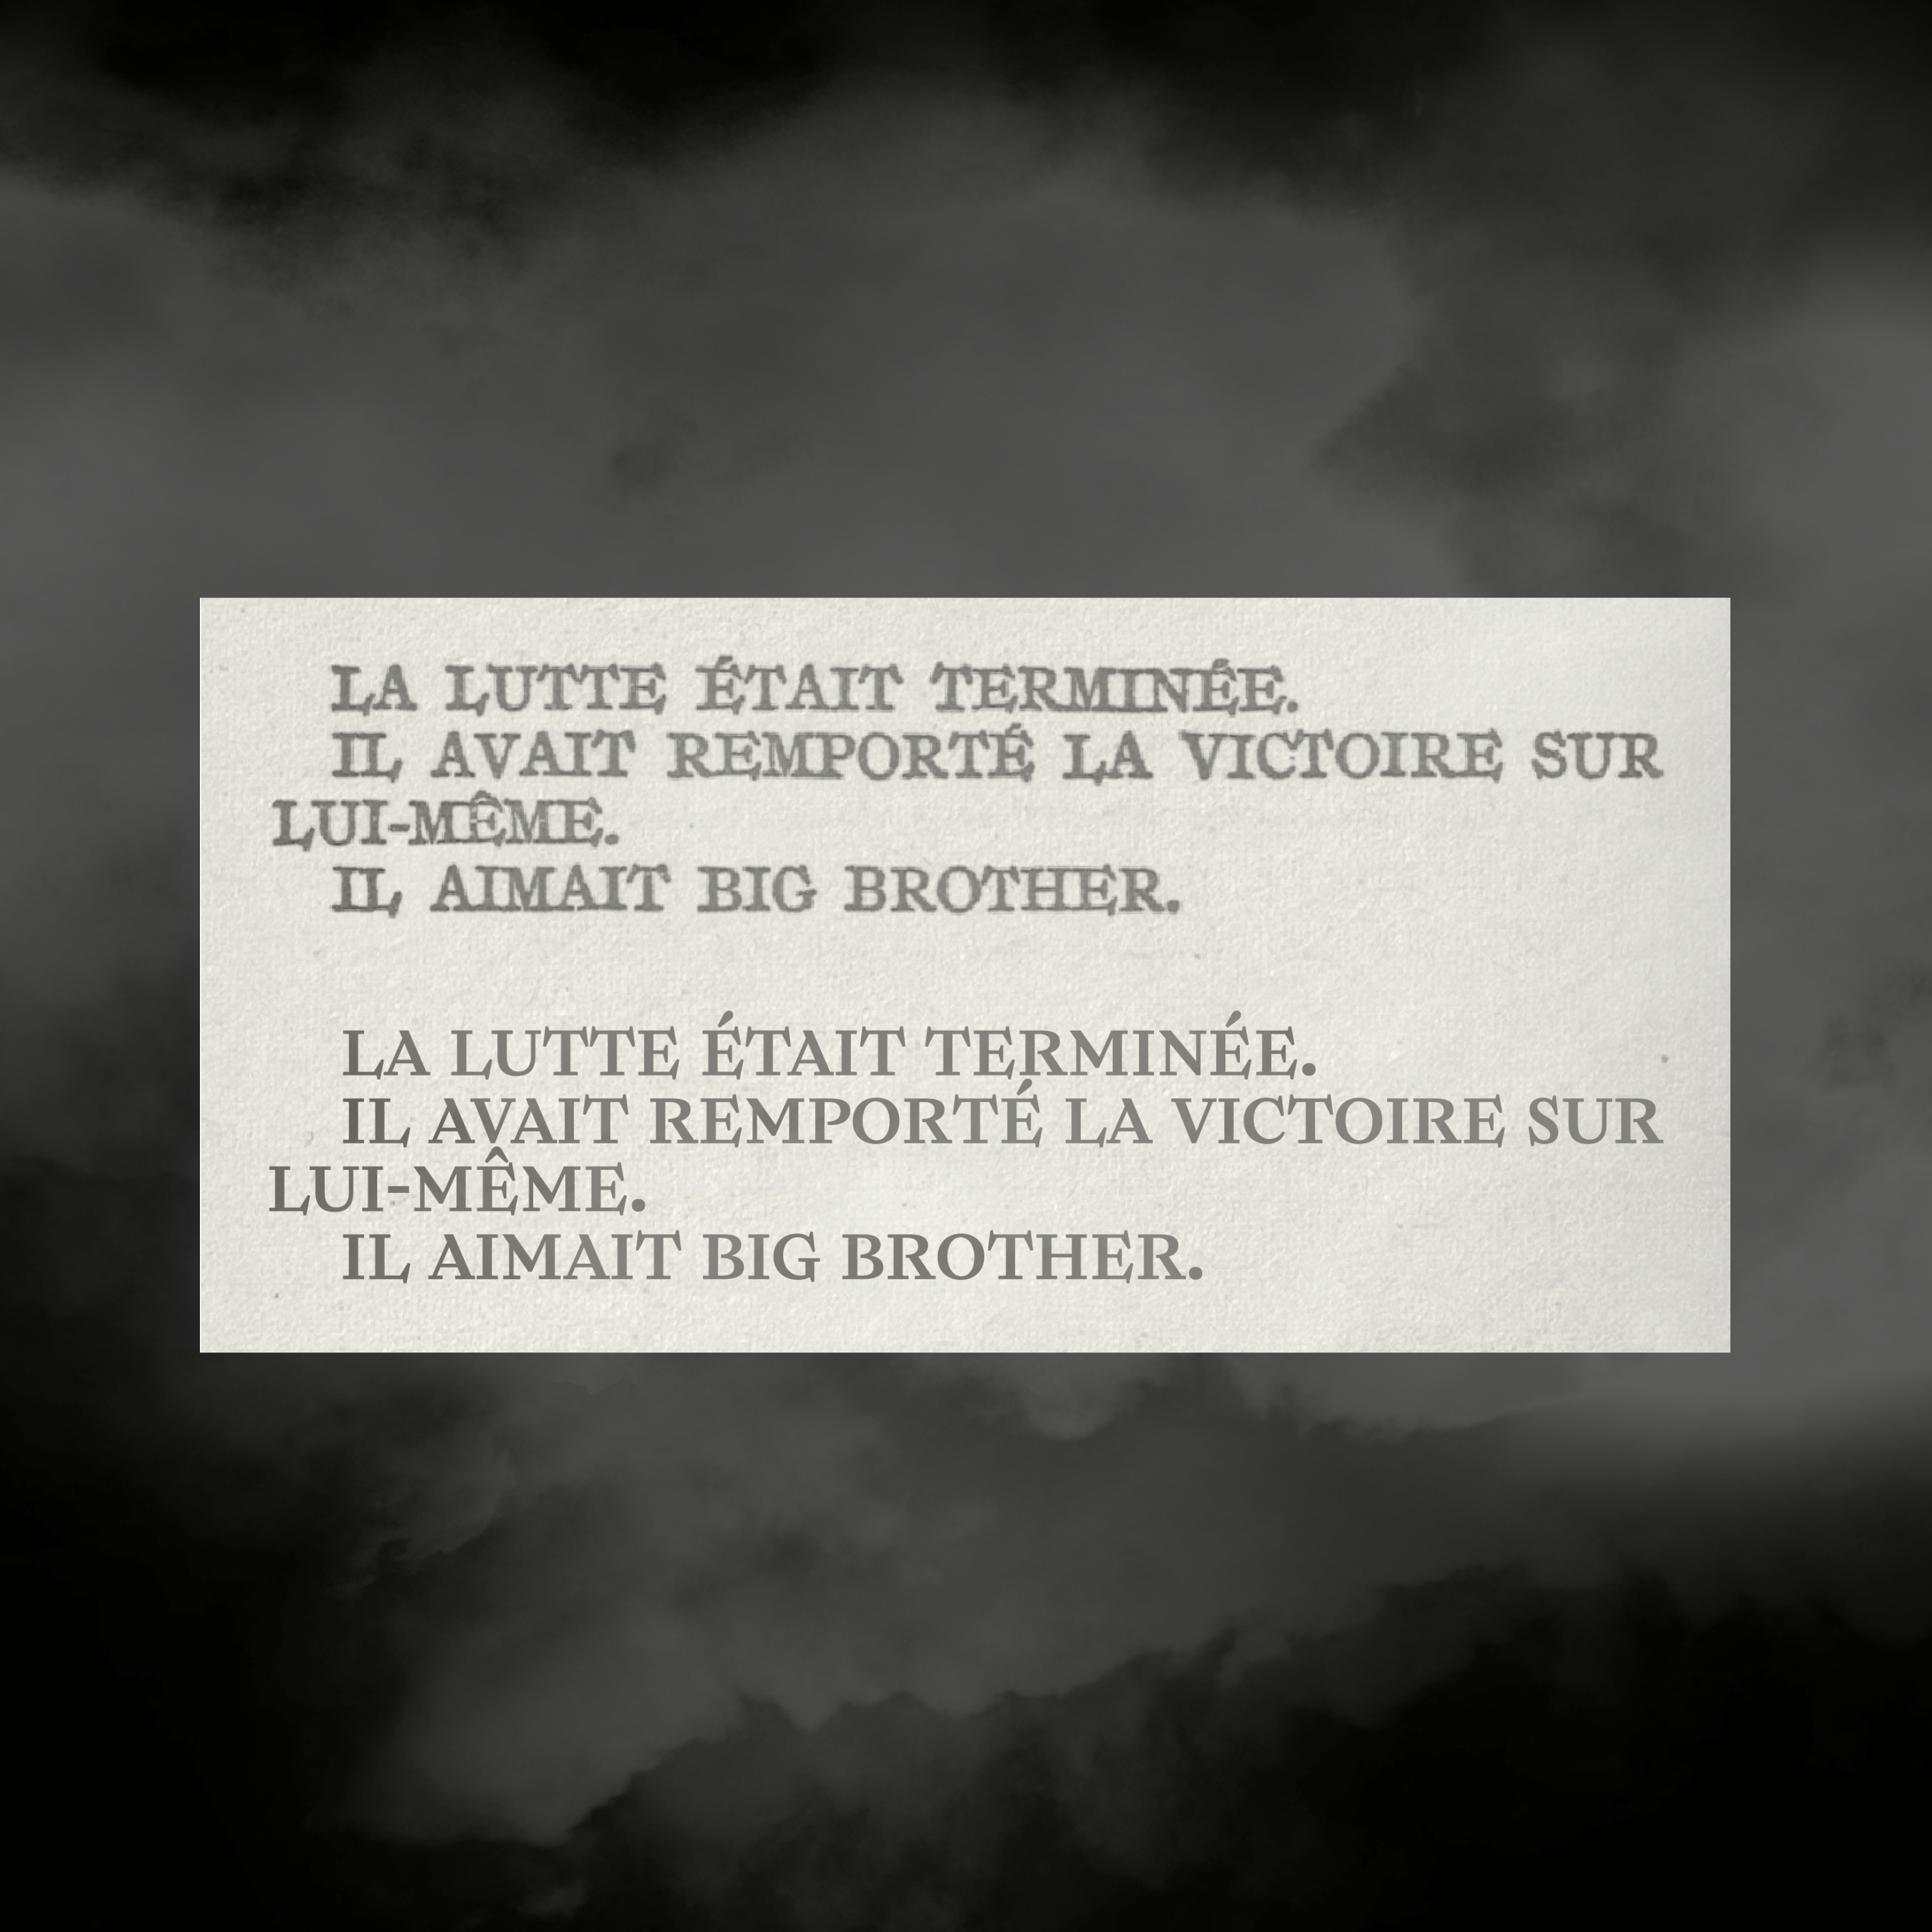 LA LUTTE ÉTAIT TERMINÉE.
IL AVAIT REMPORTÉ LA VICTOIRE SUR
LUI-MÊME.
IL AIMAIT BIG BROTHER.
LA LUTTE ÉTAIT TERMINÉE.
IL AVAIT REMPORTÉ LA VICTOIRE SUR
LUI-MÊME.
IL AIMAIT BIG BROTHER.